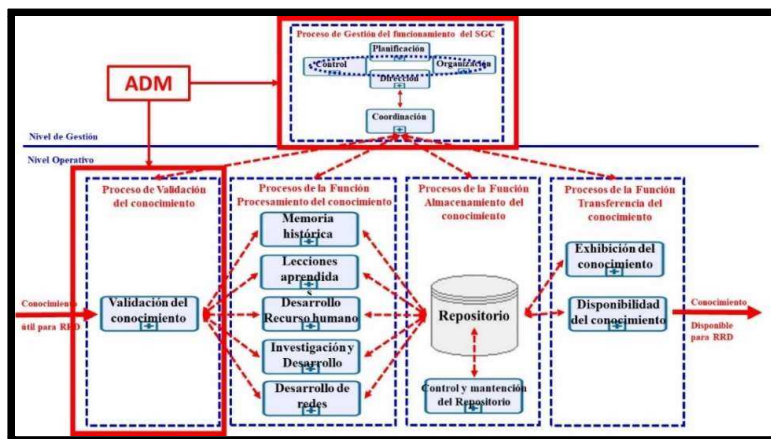 Proceso de Gestión del funcionamiento del SGC
Planificación
Control
Organización
Dirección
ADM
Coordinación
Nivel de Gestión
Nivel Operativo
Proceso de Validación
del conocimiento
Procesos de la Función
Procesamiento del conocimiento
Procesos de la Función
Almacenamiento del
conocimiento
Procesos de la Función
Transferencia del
conocimiento
Memoria
histórica
Lecciones
aprendida
s
Desarrollo
Recurso humano
Investigación y
Desarrollo
Desarrollo de
redes
Conocimiento
útil para RRD
Validación del
conocimiento
Repositorio
Control y mantención
del Repositorio
Exhibición del
conocimiento
Disponibilidad
del conocimiento
Conocimiento
Disponible
para RRD